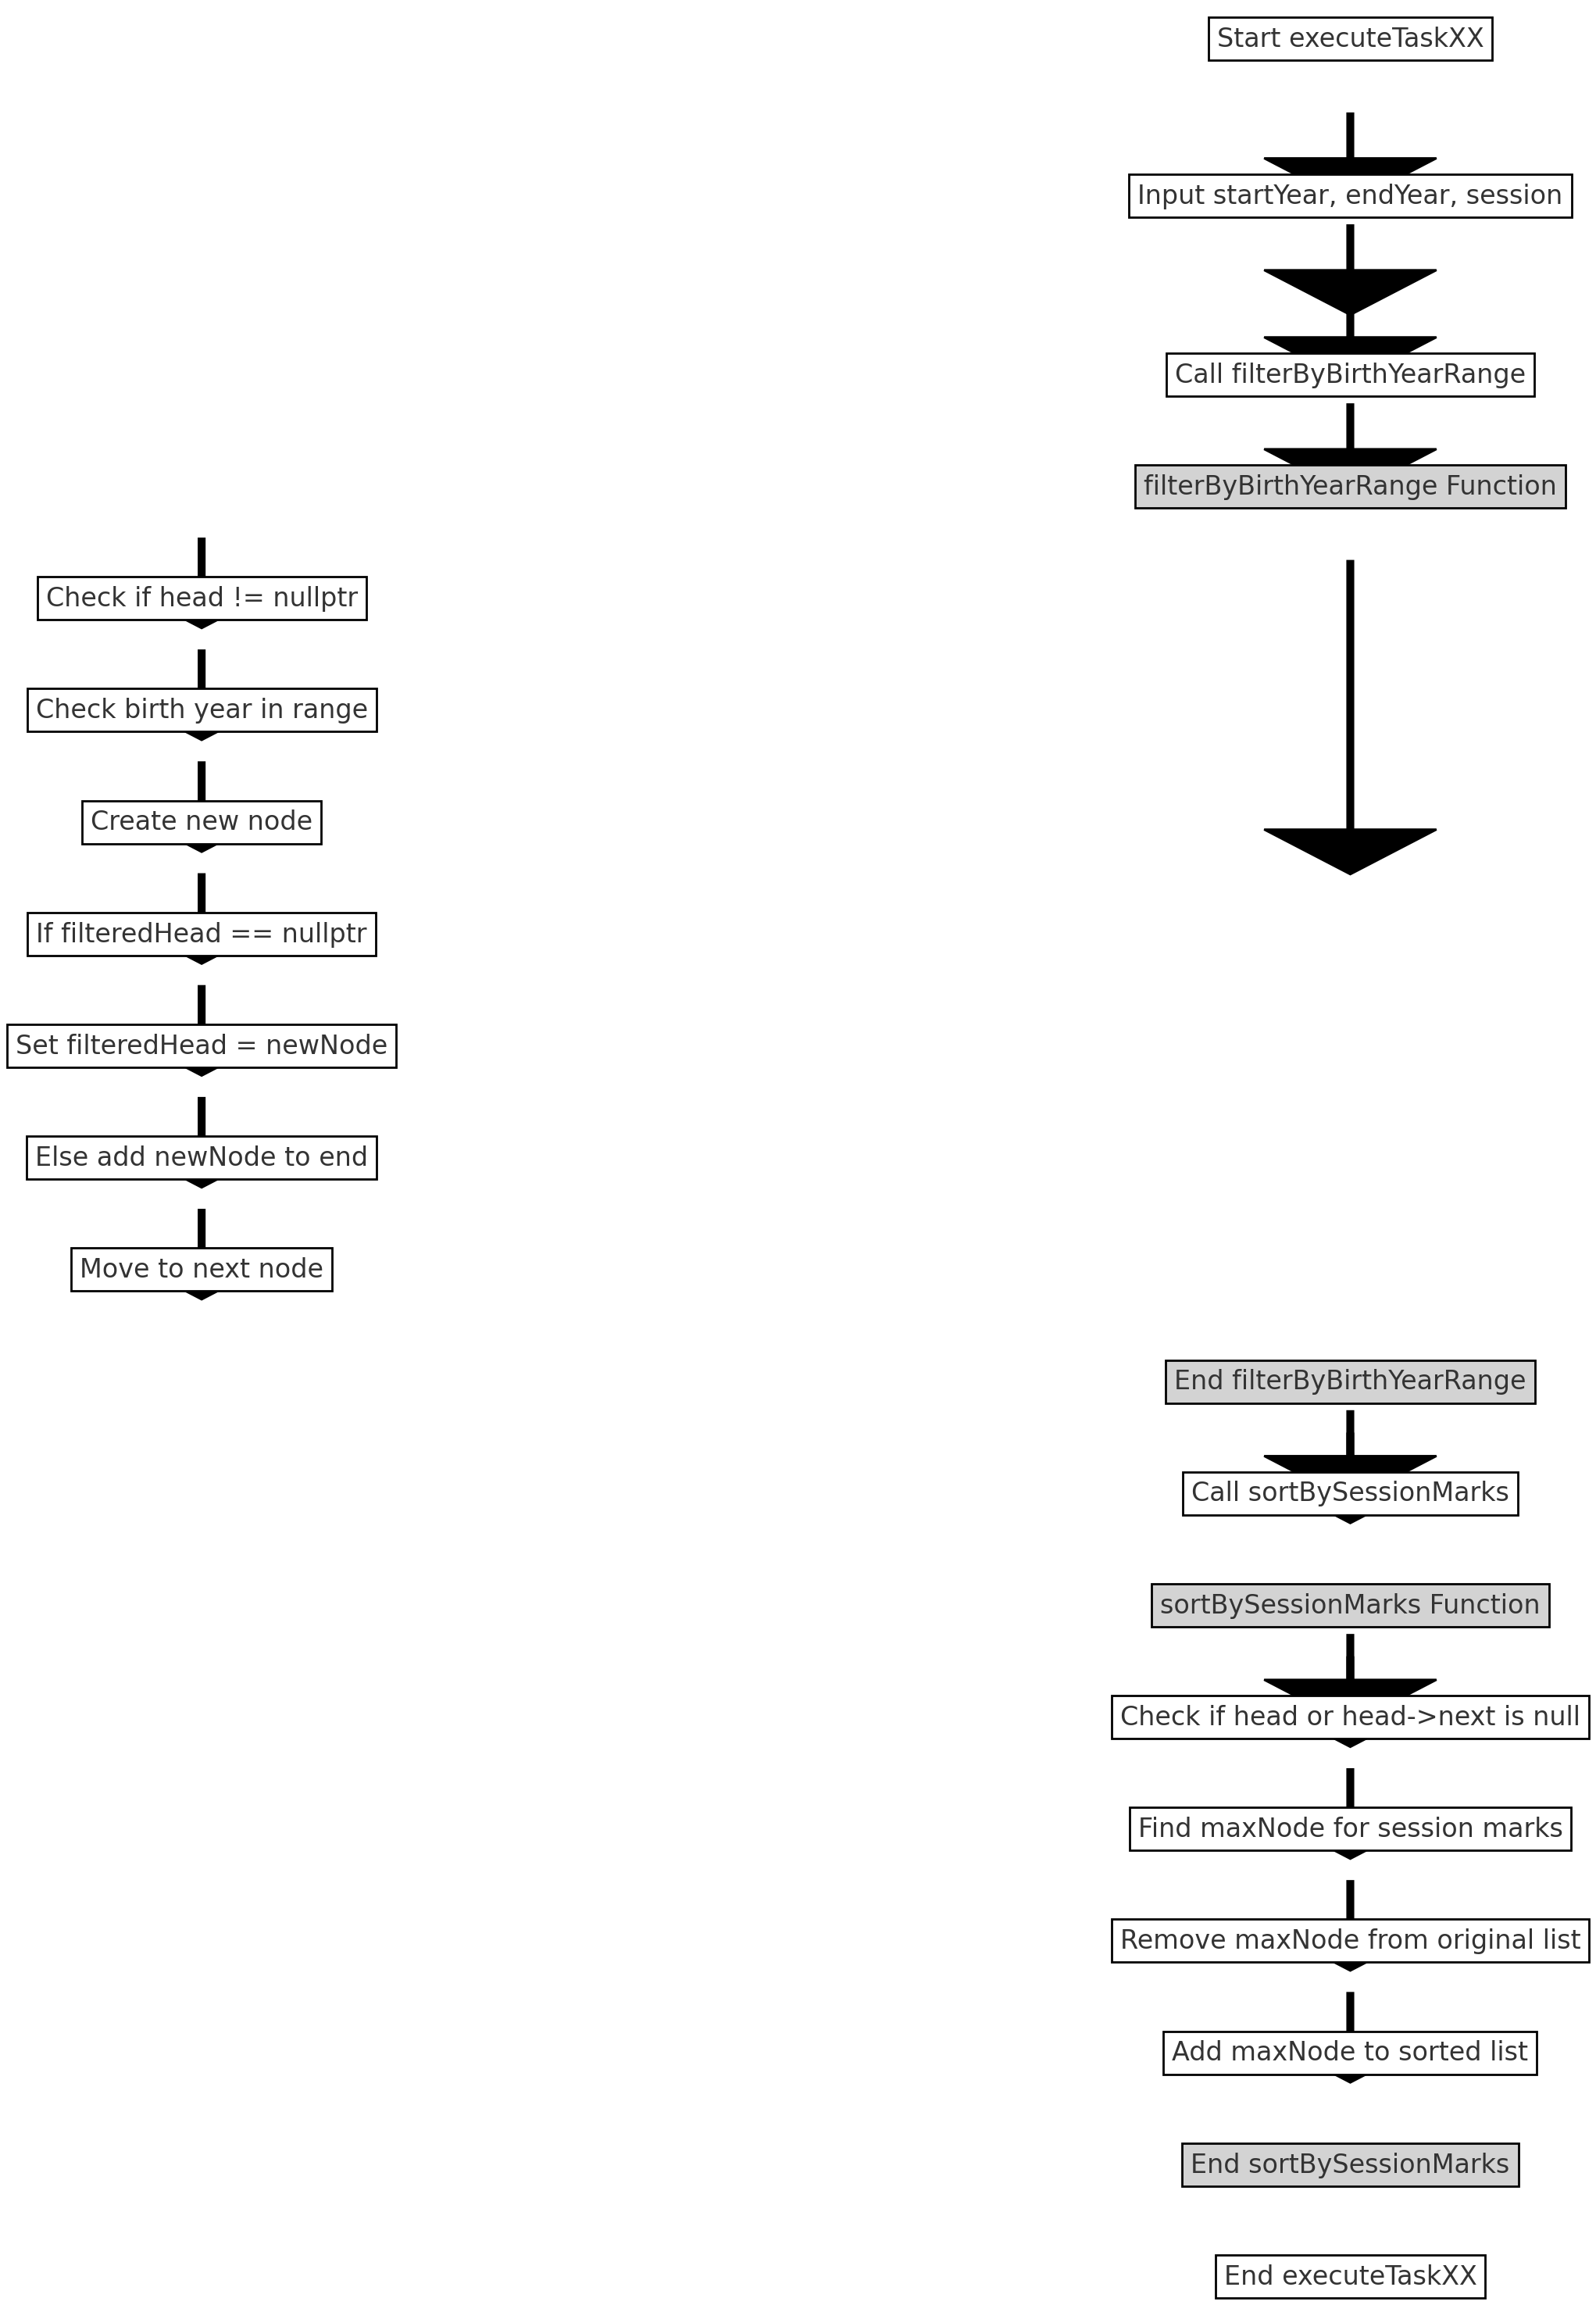 Start executeTaskXX
Input startYear, endYear, session
Call filterByBirthYearRange
filterByBirthYearRange Function
Check if head != nullptr
Check birth year in range
Create new node
If filteredHead == nullptr
Set filteredHead = newNode
Else add newNode to end
Move to next node
End filterByBirthYearRange
Call sortBySessionMarks
sortBySessionMarks Function
Check if head or head->next is null
Find maxNode for session marks
Remove maxNode from original list
Add maxNode to sorted list
End sortBySessionMarks
End executeTaskXX